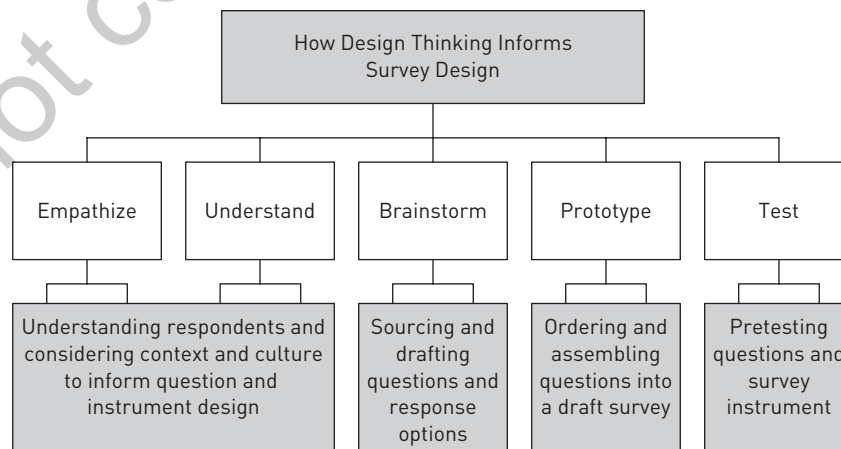 not c
How Design Thinking Informs
Survey Design
Empathize
Understand
Brainstorm
Prototype
Test
Understanding respondents and
considering context and culture
to inform question and
instrument design
Sourcing and
drafting
questions and
response
options
Ordering and
assembling
questions into
a draft survey
Pretesting
questions and
survey
instrument